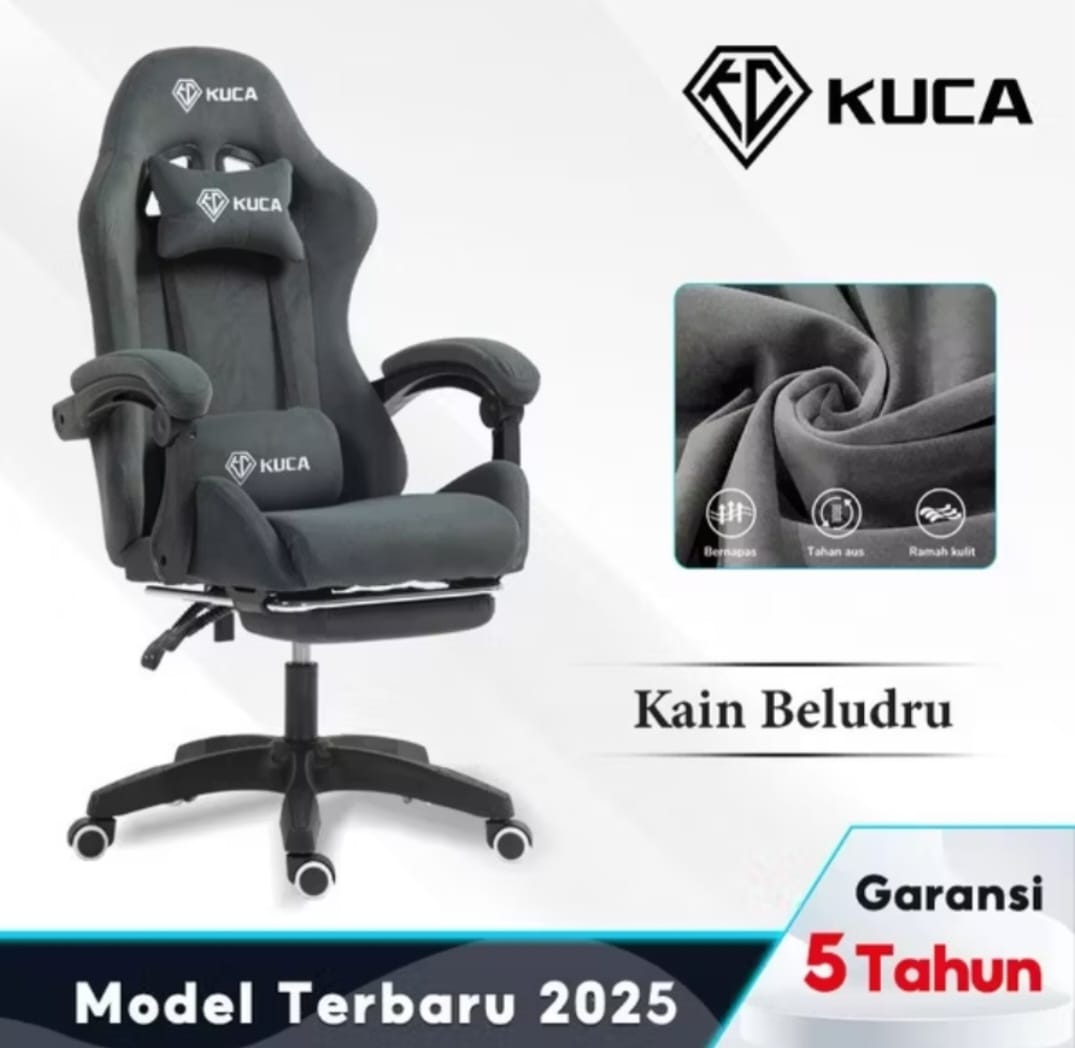 KUCA
KUCA
KUCA
KUCA
Bernapas
Tahan aus
Ramah kulit
Kain Beludru
Garansi
5 Tahun
Model Terbaru 2025